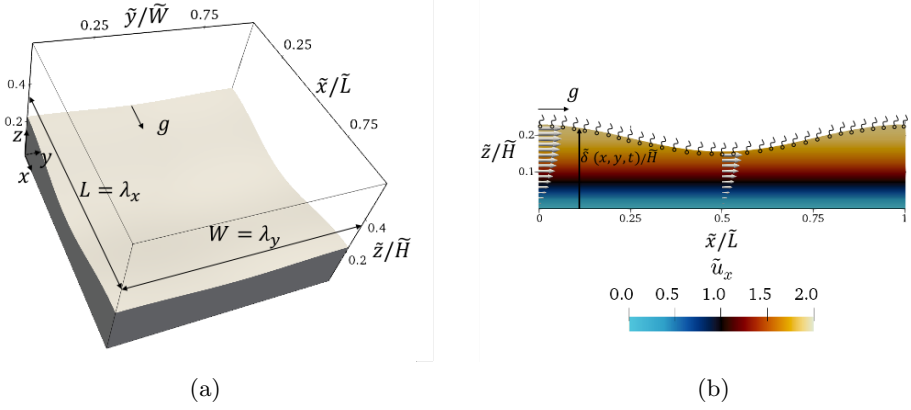 ỹ/W̃
0.25
0.75
0.25
x̃/L̃
0.75
0.4
0.2
z
y
x
g
L = λₓ
W = λ_y
0.4
z̃/H̃
0.2
(a)
g
z̃/H̃
0.2
0.1
δ̃ (x, y, t)/H̃
0
0.25
0.5
0.75
1
x̃/L̃
ũₓ
0.0 0.5 1.0 1.5 2.0
(b)